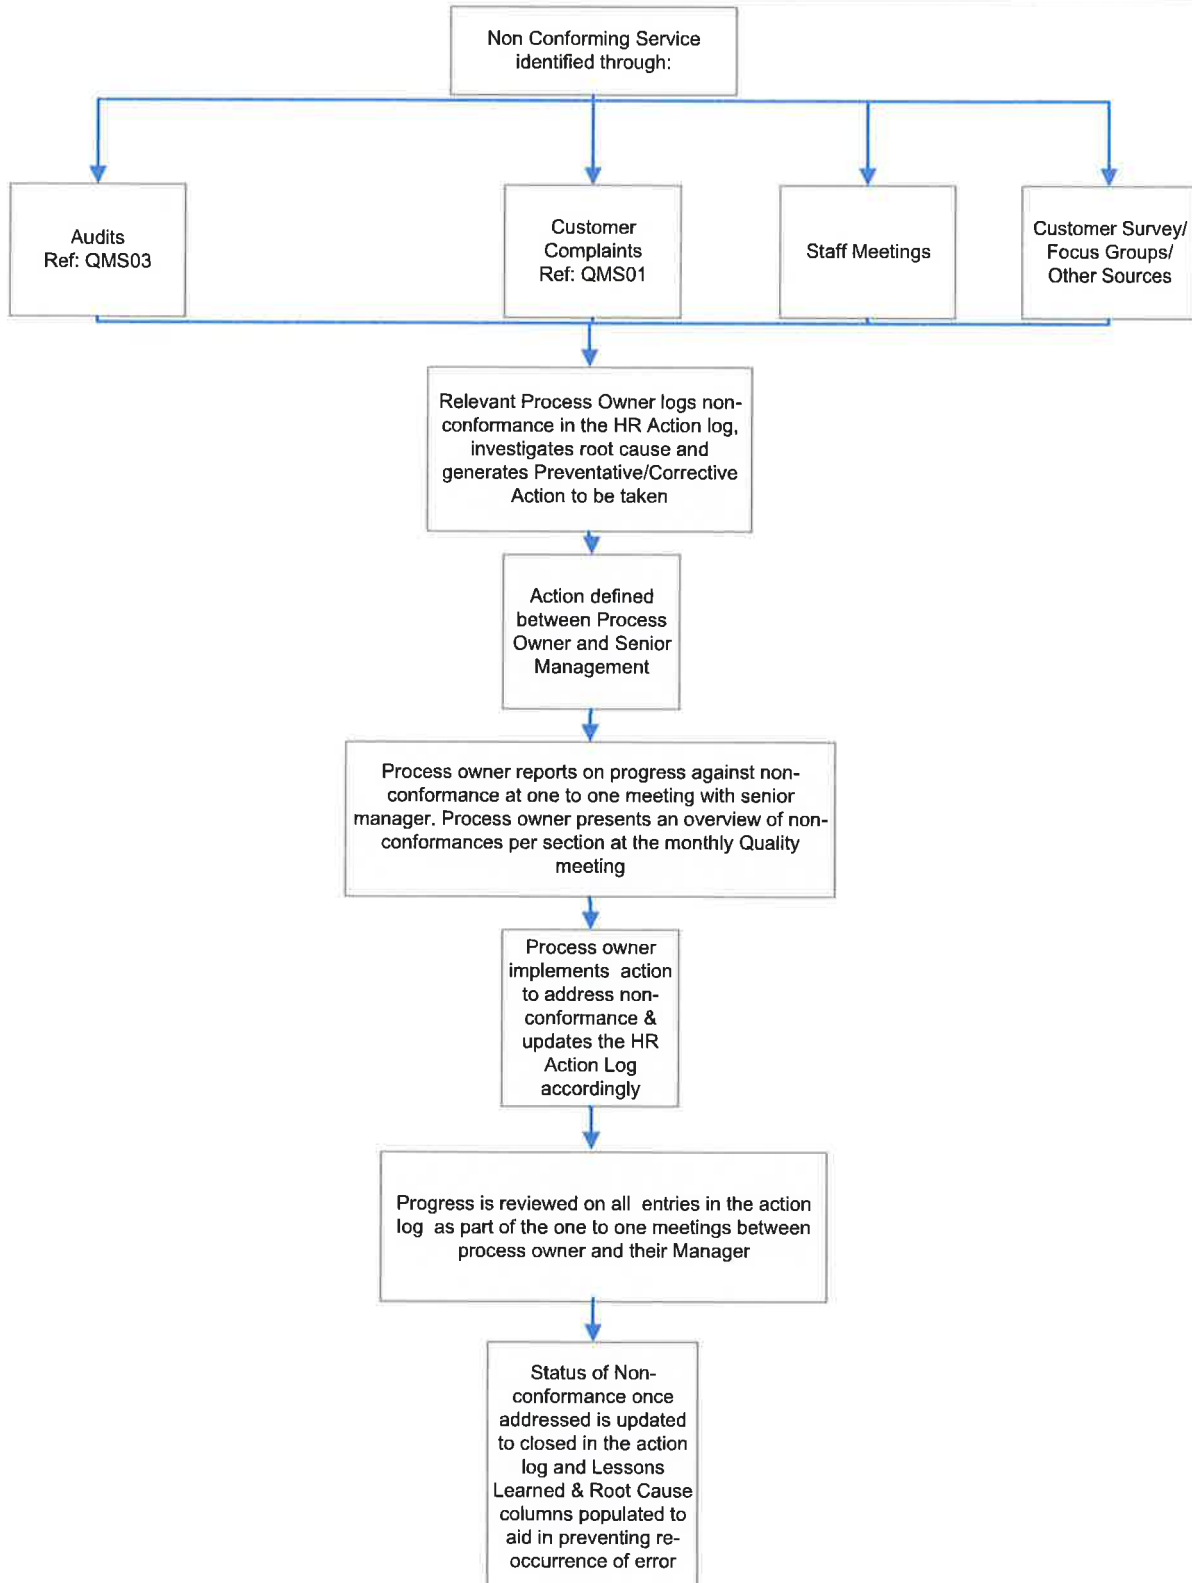 Non Conforming Service
identified through:
Audits
Ref: QMS03
Customer
Complaints
Ref: QMS01
Staff Meetings
Customer Survey/
Focus Groups/
Other Sources
Relevant Process Owner logs non-
conformance in the HR Action log,
investigates root cause and
generates Preventative/Corrective
Action to be taken
Action defined
between Process
Owner and Senior
Management
Process owner reports on progress against non-
conformance at one to one meeting with senior
manager. Process owner presents an overview of non-
conformances per section at the monthly Quality
meeting
Process owner
implements action
to address non-
conformance &
updates the HR
Action Log
accordingly
Progress is reviewed on all entries in the action
log as part of the one to one meetings between
process owner and their Manager
Status of Non-
conformance once
addressed is updated
to closed in the action
log and Lessons
Learned & Root Cause
columns populated to
aid in preventing re-
occurrence of error